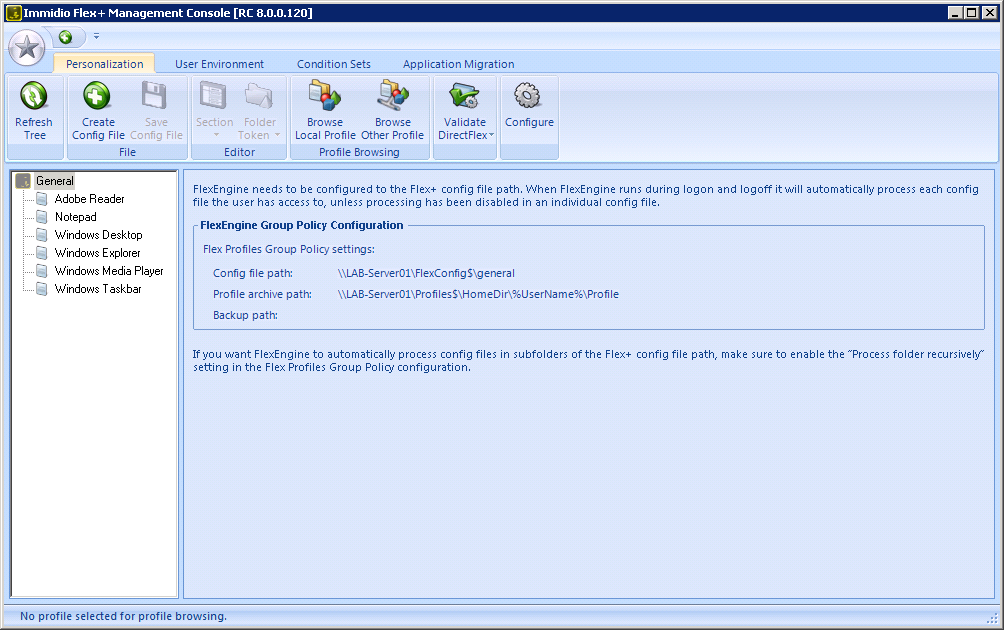 Immidio Flex+ Management Console [RC 8.0.0.120]
Personalization
User Environment
Condition Sets
Application Migration
Refresh
Tree
Create
Config File
Save
Config File
File
Section
Folder
Token
Editor
Browse
Local Profile
Browse
Other Profile
Profile Browsing
Validate
DirectFlex
Configure
General
Adobe Reader
Notepad
Windows Desktop
Windows Explorer
Windows Media Player
Windows Taskbar
FlexEngine needs to be configured to the Flex+ config file path. When FlexEngine runs during logon and logoff it will automatically process each config
file the user has access to, unless processing has been disabled in an individual config file.
FlexEngine Group Policy Configuration
Flex Profiles Group Policy settings:
Config file path: \\LAB-Server01\FlexConfig$\general
Profile archive path: \\LAB-Server01\Profiles$\HomeDir\%UserName%\Profile
Backup path:
If you want FlexEngine to automatically process config files in subfolders of the Flex+ config file path, make sure to enable the "Process folder recursively"
setting in the Flex Profiles Group Policy configuration.
No profile selected for profile browsing.